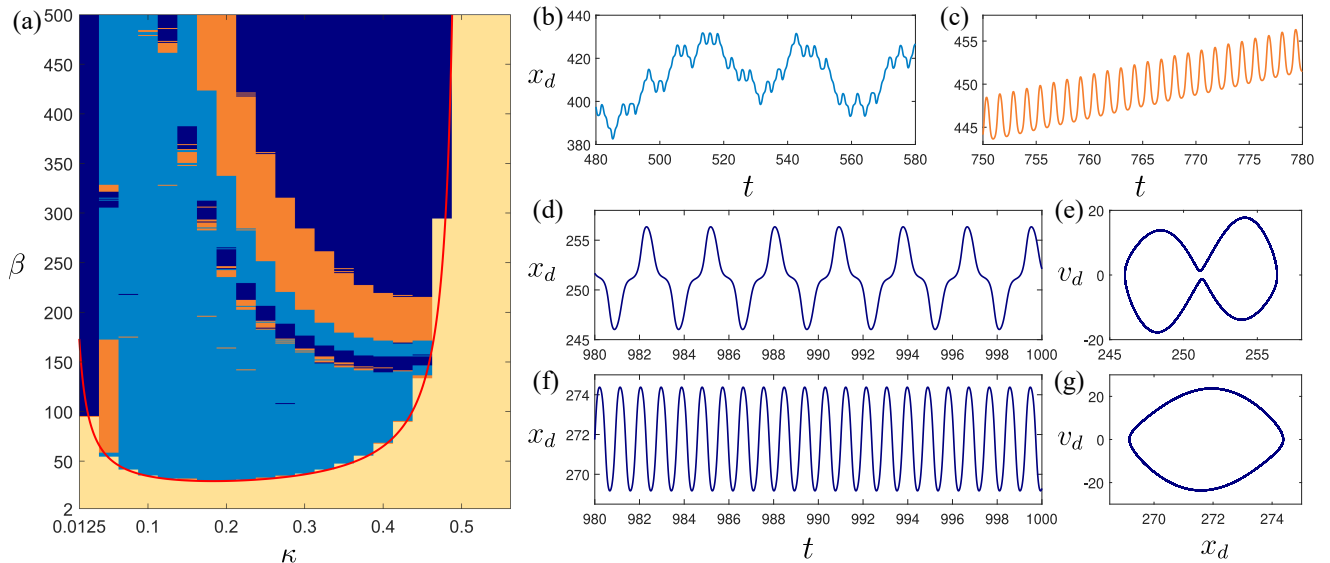 (a)
500
450
400
350
300
250
200
150
100
50
2
β
0.0125 0.1 0.2 0.3 0.4 0.5
κ
(b)
440
420
400
380
x_d
480 500 520 540 560 580
t
(c)
455
450
445
750 755 760 765 770 775 780
t
(d)
255
250
245
x_d
980 982 984 986 988 990 992 994 996 998 1000
(e)
20
0
-20
v_d
245 250 255
(f)
274
272
270
x_d
980 982 984 986 988 990 992 994 996 998 1000
t
(g)
20
0
-20
v_d
270 272 274
x_d